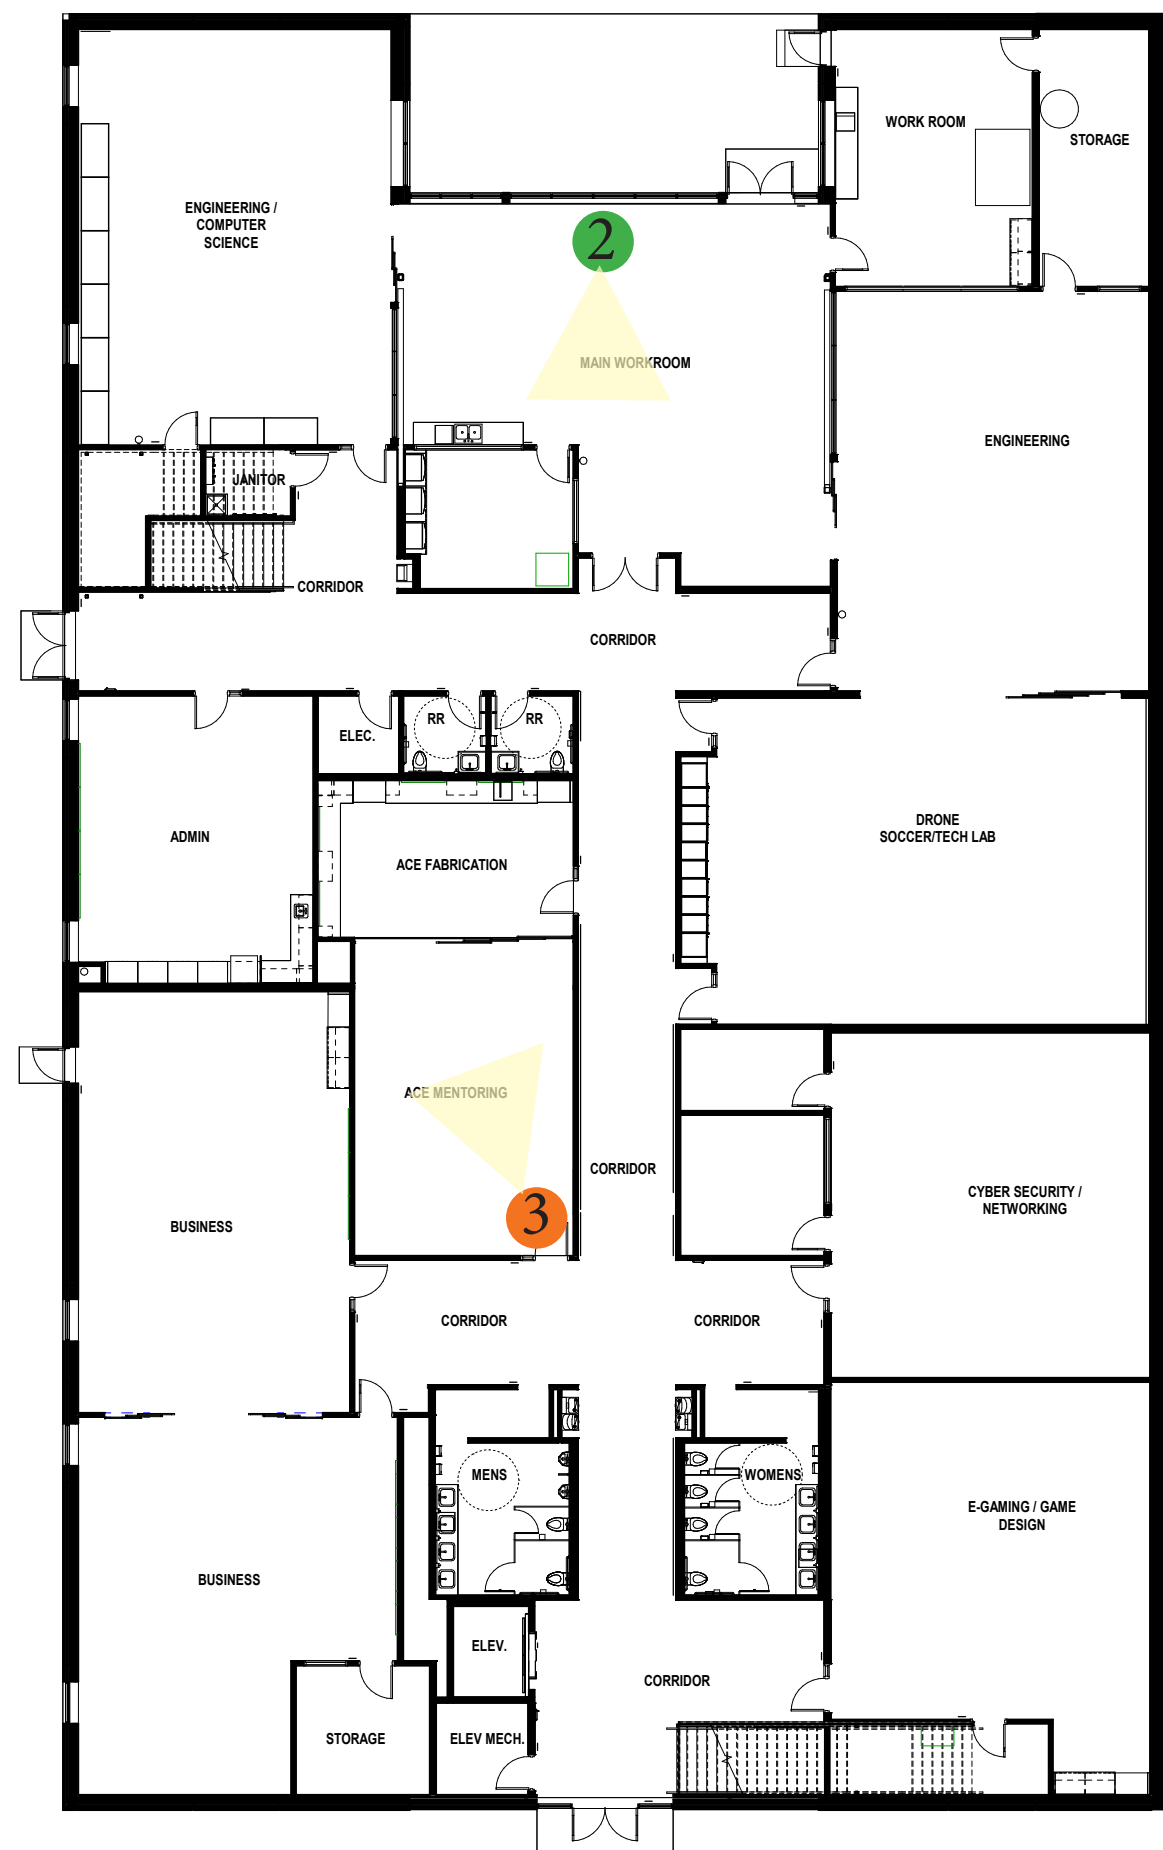 WORK ROOM
STORAGE
ENGINEERING /
COMPUTER
SCIENCE
2
MAIN WORKROOM
ENGINEERING
JANITOR
CORRIDOR
CORRIDOR
RR
RR
ELEC.
DRONE
SOCCER/TECH LAB
ADMIN
ACE FABRICATION
ACE MENTORING
CORRIDOR
CYBER SECURITY /
NETWORKING
3
BUSINESS
CORRIDOR
CORRIDOR
MENS
WOMENS
E-GAMING / GAME
DESIGN
BUSINESS
ELEV.
CORRIDOR
STORAGE
ELEV MECH.